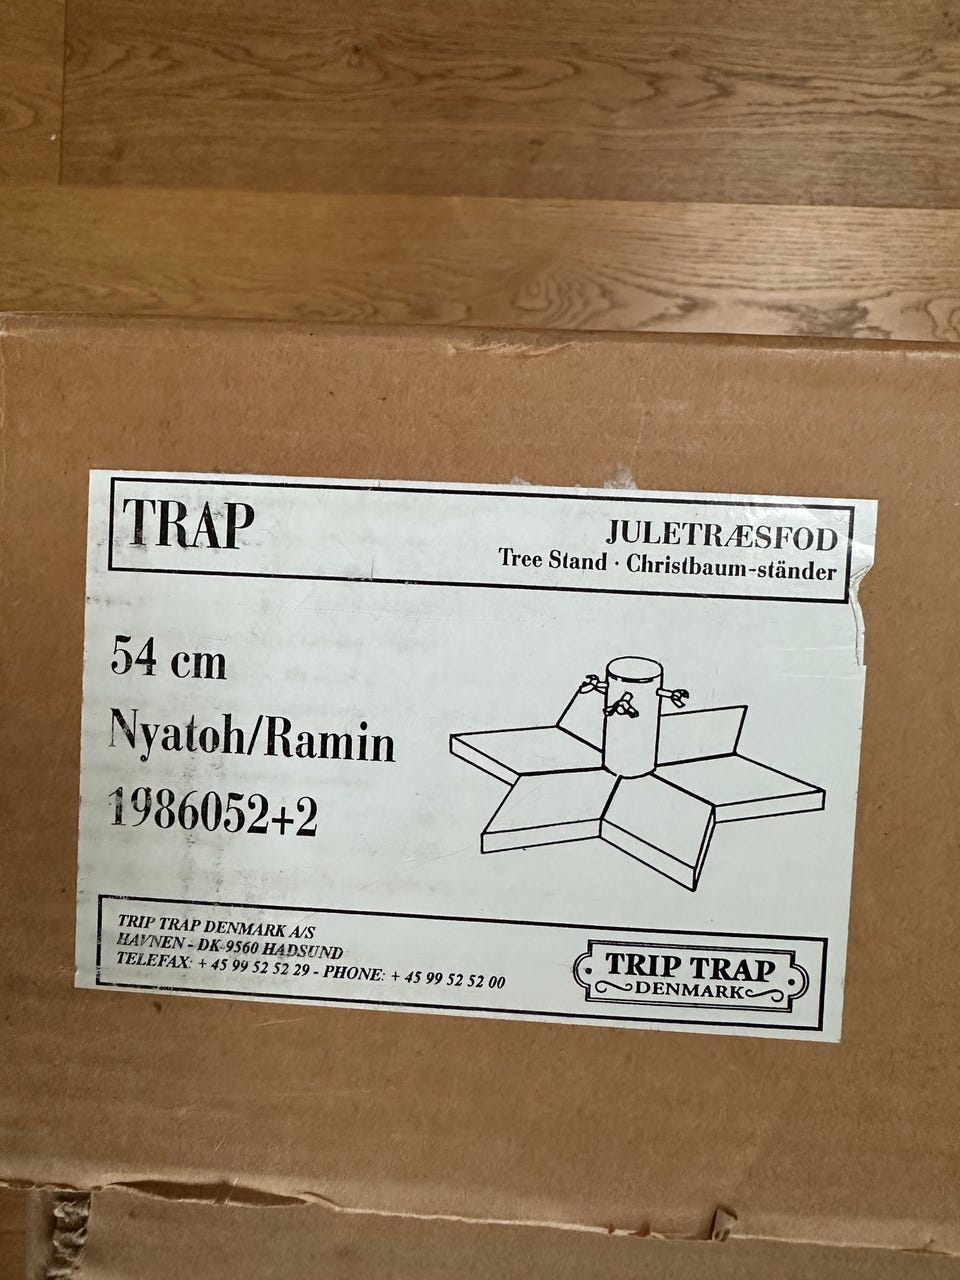 TRAP
JULETRÆSFOD
Tree Stand · Christbaum-ständer
54 cm
Nyatoh/Ramin
1986052+2
TRIP TRAP DENMARK A/S
HAVNEN - DK-9560 HADSUND
TELEFAX: + 45 99 52 52 29 - PHONE: + 45 99 52 52 00
TRIP TRAP
DENMARK